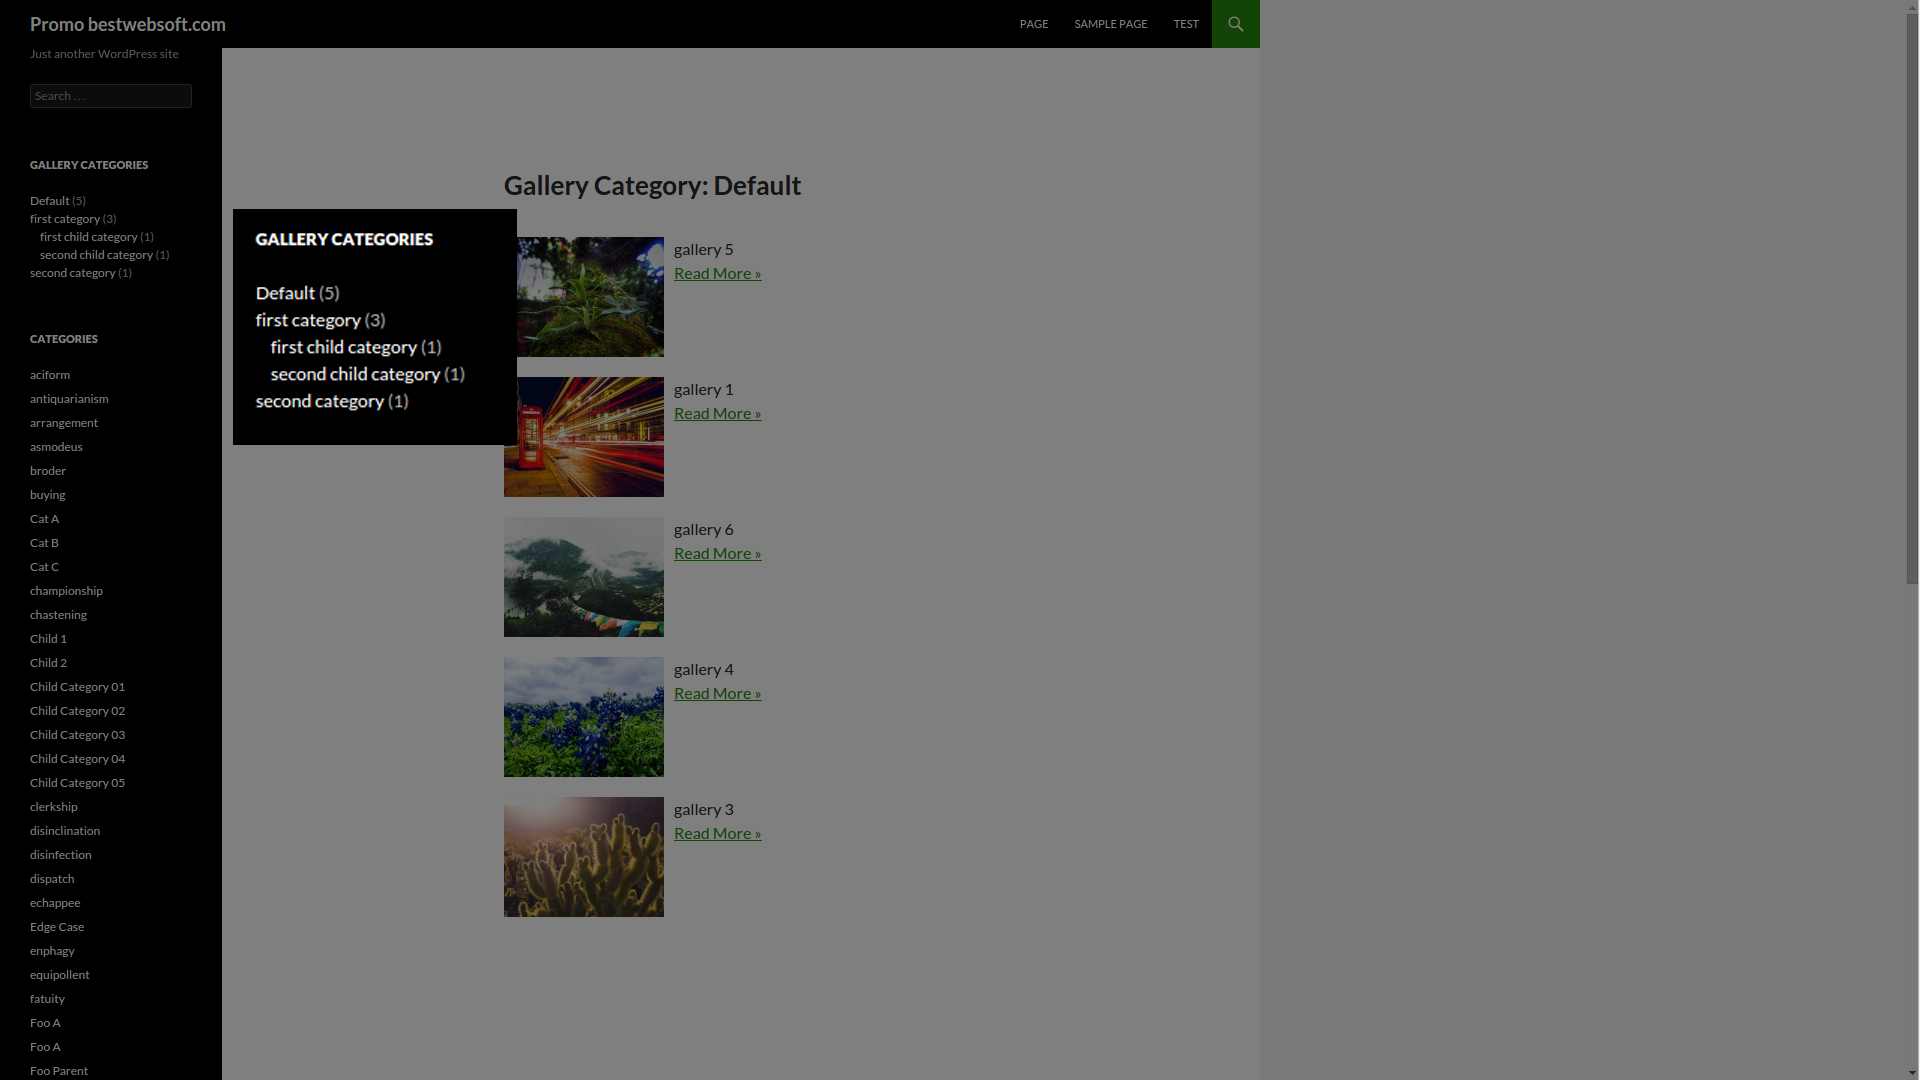 Promo bestwebsoft.com
PAGE
SAMPLE PAGE
TEST
Just another WordPress site
Search …
GALLERY CATEGORIES
Default (5)
first category (3)
first child category (1)
second child category (1)
second category (1)
CATEGORIES
aciform
antiquarianism
arrangement
asmodeus
broder
buying
Cat A
Cat B
Cat C
championship
chastening
Child 1
Child 2
Child Category 01
Child Category 02
Child Category 03
Child Category 04
Child Category 05
clerkship
disinclination
disinfection
dispatch
echappee
Edge Case
enphagy
equipollent
fatuity
Foo A
Foo A
Foo Parent
GALLERY CATEGORIES
Default (5)
first category (3)
first child category (1)
second child category (1)
second category (1)
Gallery Category: Default
gallery 5
Read More »
gallery 1
Read More »
gallery 6
Read More »
gallery 4
Read More »
gallery 3
Read More »